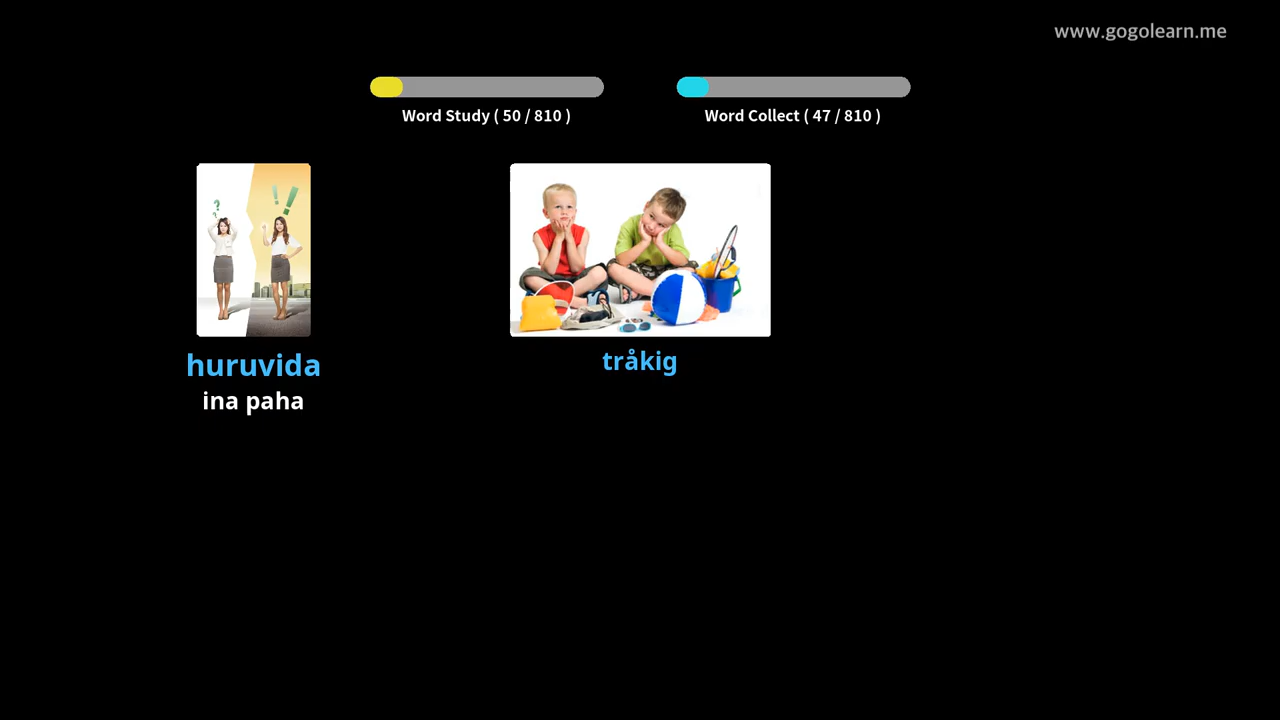 www.gogolearn.me
Word Study ( 50 / 810 )
Word Collect ( 47 / 810 )
huruvida
ina paha
tråkig